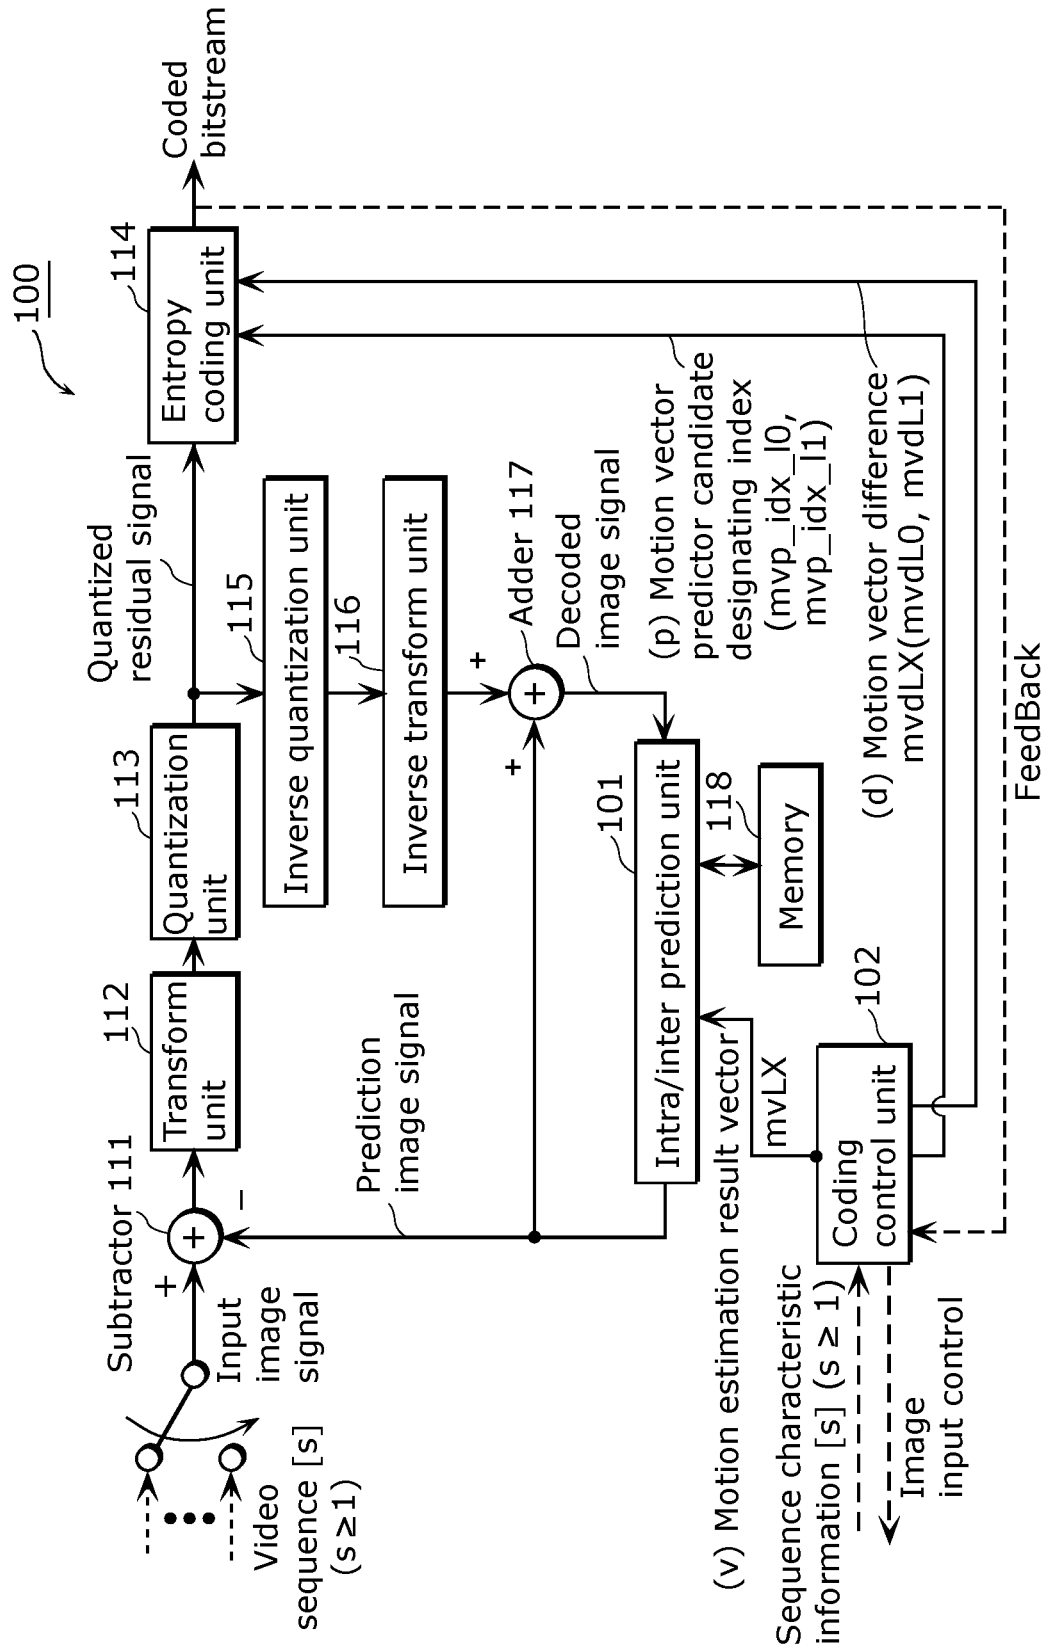 100
Coded
bitstream
114
Entropy
coding unit
Quantized
residual signal
113
Quantization
unit
112
Transform
unit
Subtractor 111
+
+
−
Input
image
signal
Video
sequence [s]
(s≥1)
115
Inverse quantization unit
116
Inverse transform unit
+
+
+
Adder 117
Decoded
image signal
Prediction
image signal
101
Intra/inter prediction unit
118
Memory
(p) Motion vector
predictor candidate
designating index
(mvp_idx_l0,
mvp_idx_l1)
(d) Motion vector difference
mvdLX(mvdL0, mvdL1)
(v) Motion estimation result vector
mvLX
102
Coding
control unit
Sequence characteristic
information [s] (s ≥ 1)
Image
input control
FeedBack